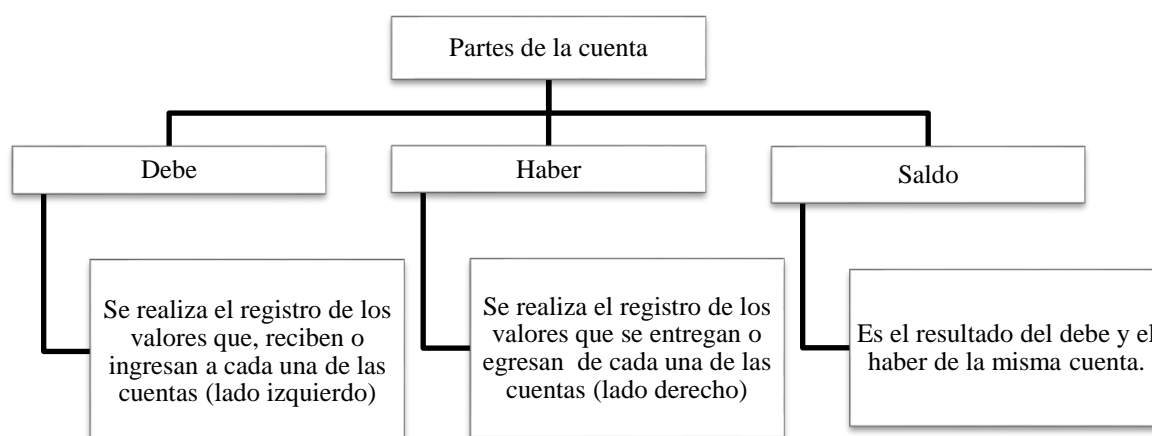 Partes de la cuenta
Debe
Haber
Saldo
Se realiza el registro de los
valores que, reciben o
ingresan a cada una de las
cuentas (lado izquierdo)
Se realiza el registro de los
valores que se entregan o
egresan  de cada una de las
cuentas (lado derecho)
Es el resultado del debe y el
haber de la misma cuenta.